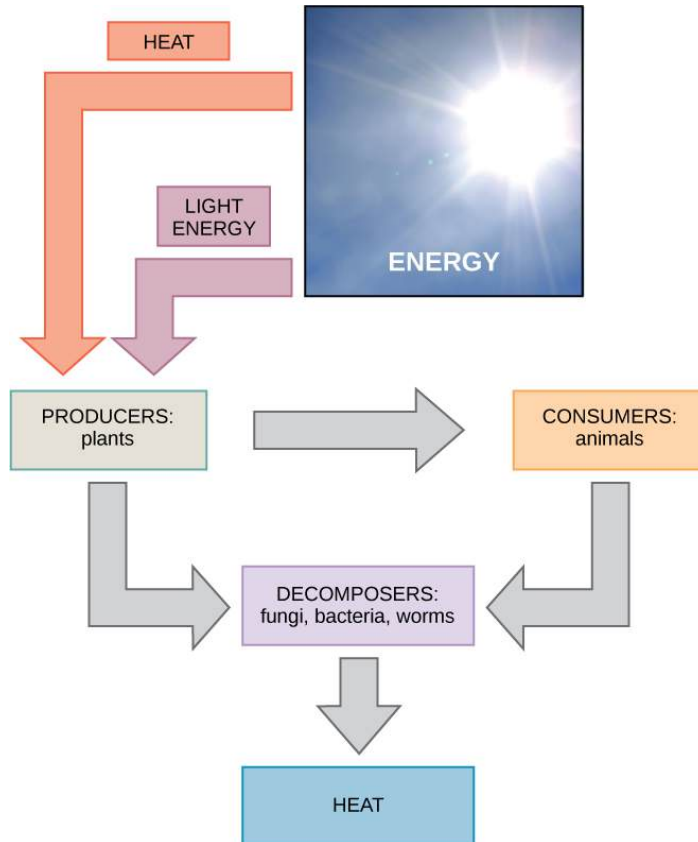 HEAT
LIGHT
ENERGY
ENERGY
PRODUCERS:
plants
CONSUMERS:
animals
DECOMPOSERS:
fungi, bacteria, worms
HEAT